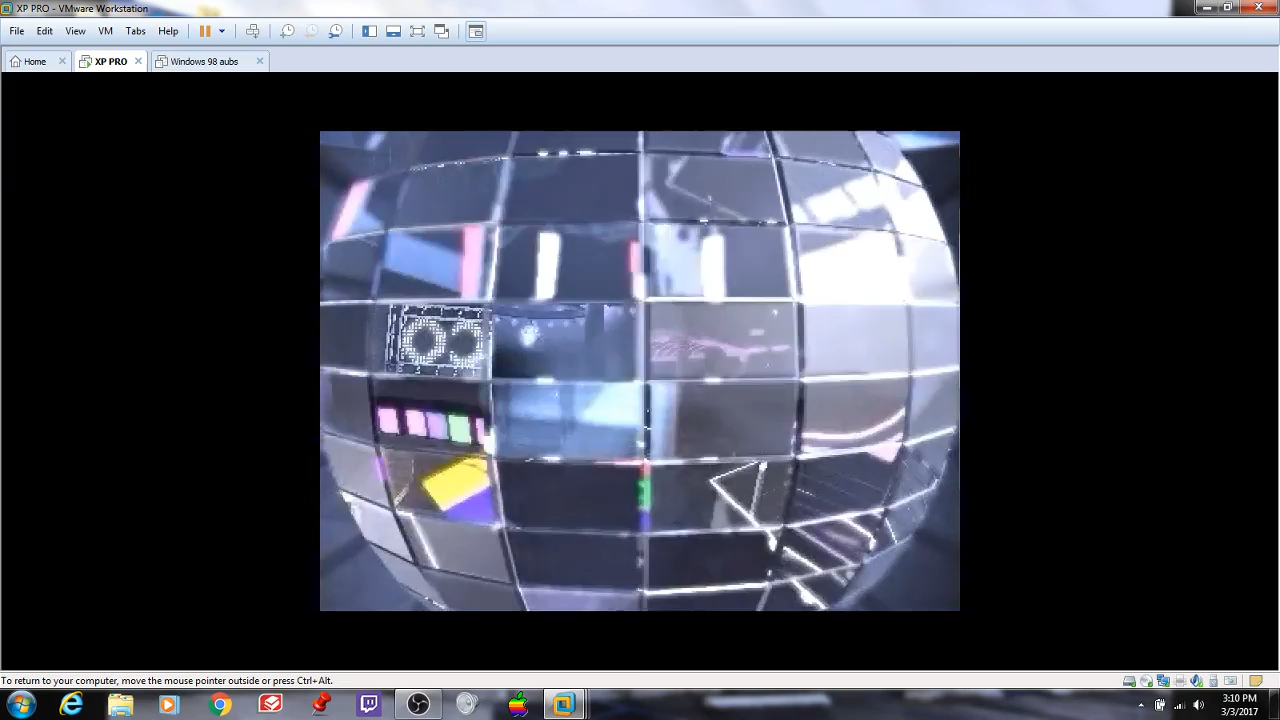 XP PRO - VMware Workstation
File Edit View VM Tabs Help
Home XP PRO Windows 98 aubs
To return to your computer, move the mouse pointer outside or press Ctrl+Alt.
3:10 PM
3/3/2017